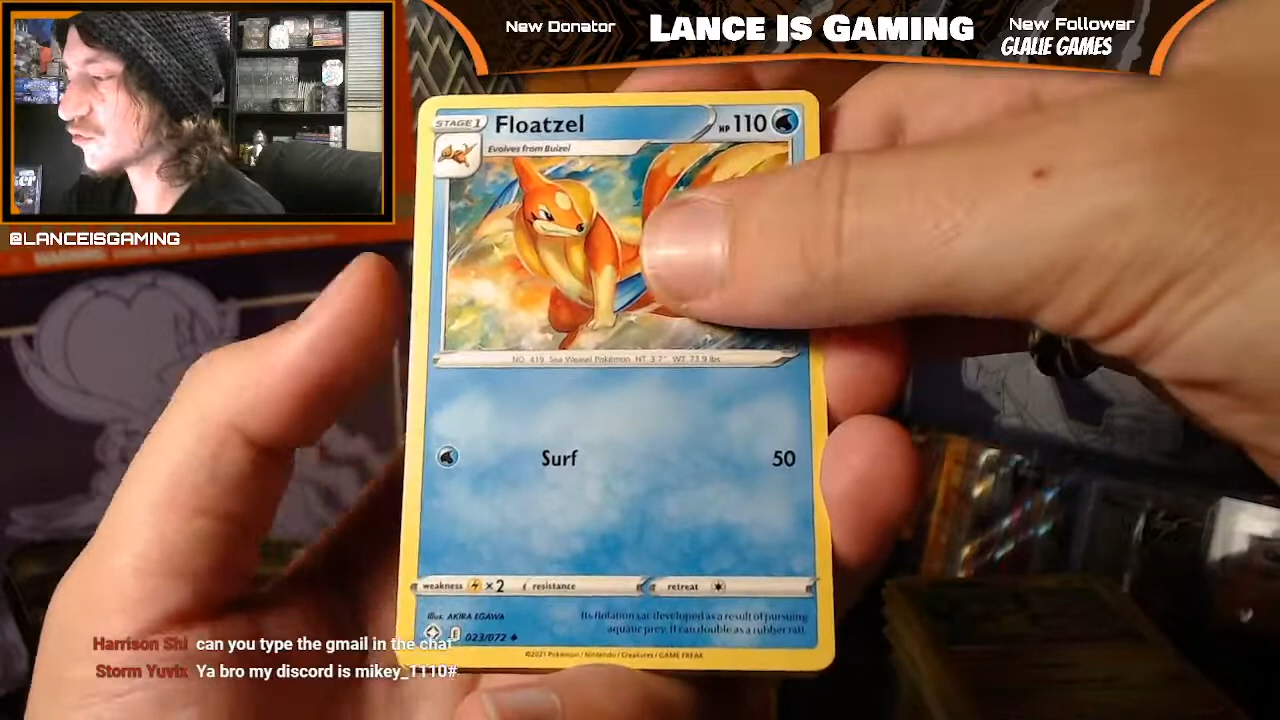 New Donator
LANCE IS GAMING
New Follower
GLALIE GAMES
@LANCEISGAMING
STAGE 1
Floatzel
HP 110
Evolves from Buizel
NO. 419 Sea Weasel Pokémon HT: 3'7" WT: 73.9 lbs
Surf
50
weakness ×2
resistance
retreat
Illus. AKIRA EGAWA
Its flotation sac developed as a result of pursuing
aquatic prey. It can double as a rubber raft.
023/072
©2021 Pokémon / Nintendo / Creatures / GAME FREAK
Harrison Shi can you type the gmail in the chat
Storm Yuvix Ya bro my discord is mikey_1110#